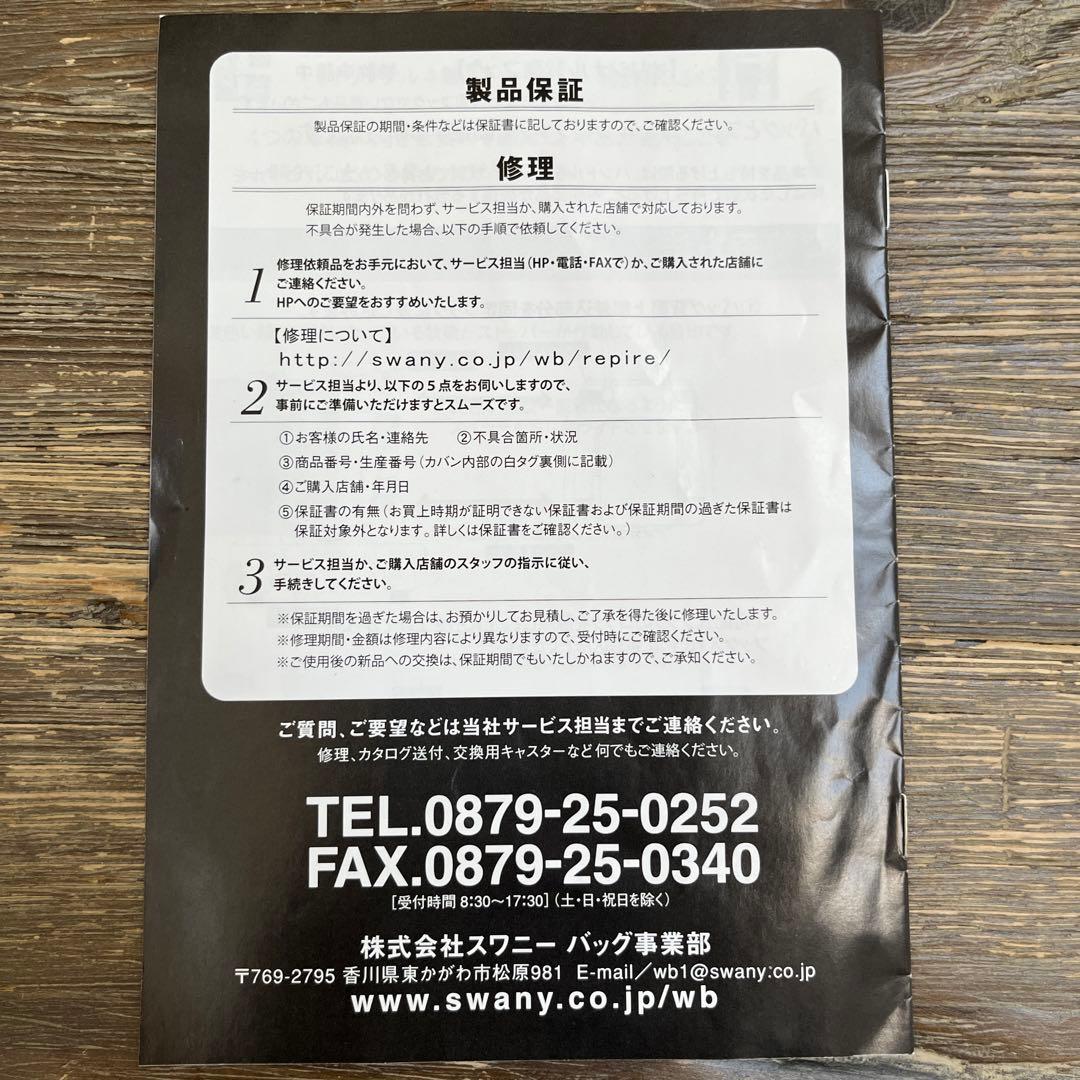 製品保証
製品保証の期間・条件などは保証書に記しておりますので、ご確認ください。
修理
保証期間内外を問わず、サービス担当か、購入された店舗で対応しております。
不具合が発生した場合、以下の手順で依頼してください。
1 修理依頼品をお手元において、サービス担当(HP・電話・FAXで)か、ご購入された店舗に
ご連絡ください。
HPへのご要望をおすすめいたします。
【修理について】
http://swany.co.jp/wb/repire/
2 サービス担当より、以下の5点をお伺いしますので、
事前にご準備いただけますとスムーズです。
①お客様の氏名・連絡先 ②不具合箇所・状況
③商品番号・生産番号(カバン内部の白タグ裏側に記載)
④ご購入店舗・年月日
⑤保証書の有無(お買上時期が証明できない保証書および保証期間の過ぎた保証書は
保証対象外となります。詳しくは保証書をご確認ください。)
3 サービス担当か、ご購入店舗のスタッフの指示に従い、
手続きしてください。
※保証期間を過ぎた場合は、お預かりしてお見積し、ご了承を得た後に修理いたします。
※修理期間・金額は修理内容により異なりますので、受付時にご確認ください。
※ご使用後の新品への交換は、保証期間でもいたしかねますので、ご承知ください。
ご質問、ご要望などは当社サービス担当までご連絡ください。
修理、カタログ送付、交換用キャスターなど何でもご連絡ください。
TEL.0879-25-0252
FAX.0879-25-0340
[受付時間 8:30〜17:30](土・日・祝日を除く)
株式会社スワニー バッグ事業部
〒769-2795 香川県東かがわ市松原981 E-mail/wb1@swany.co.jp
www.swany.co.jp/wb